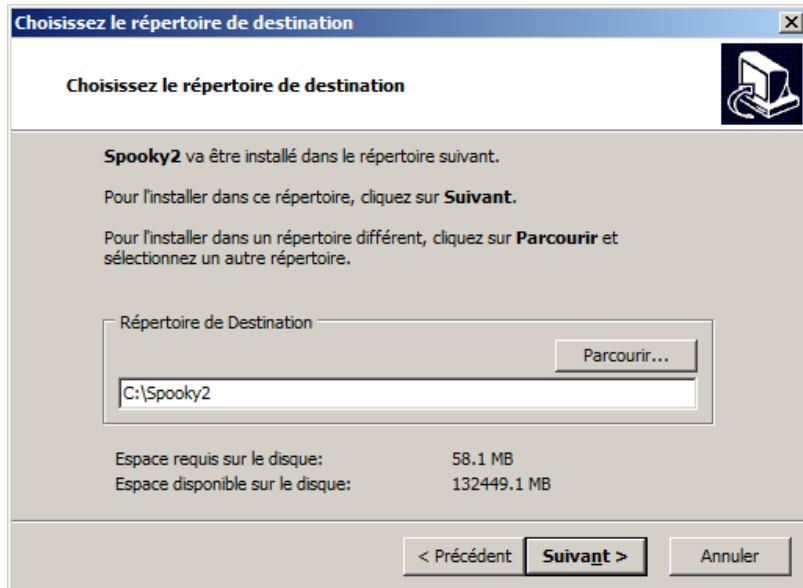 Choisissez le répertoire de destination
Choisissez le répertoire de destination
Spooky2 va être installé dans le répertoire suivant.
Pour l'installer dans ce répertoire, cliquez sur Suivant.
Pour l'installer dans un répertoire différent, cliquez sur Parcourir et
sélectionnez un autre répertoire.
Répertoire de Destination
Parcourir...
C:\Spooky2
Espace requis sur le disque: 58.1 MB
Espace disponible sur le disque: 132449.1 MB
< Précédent Suivant > Annuler